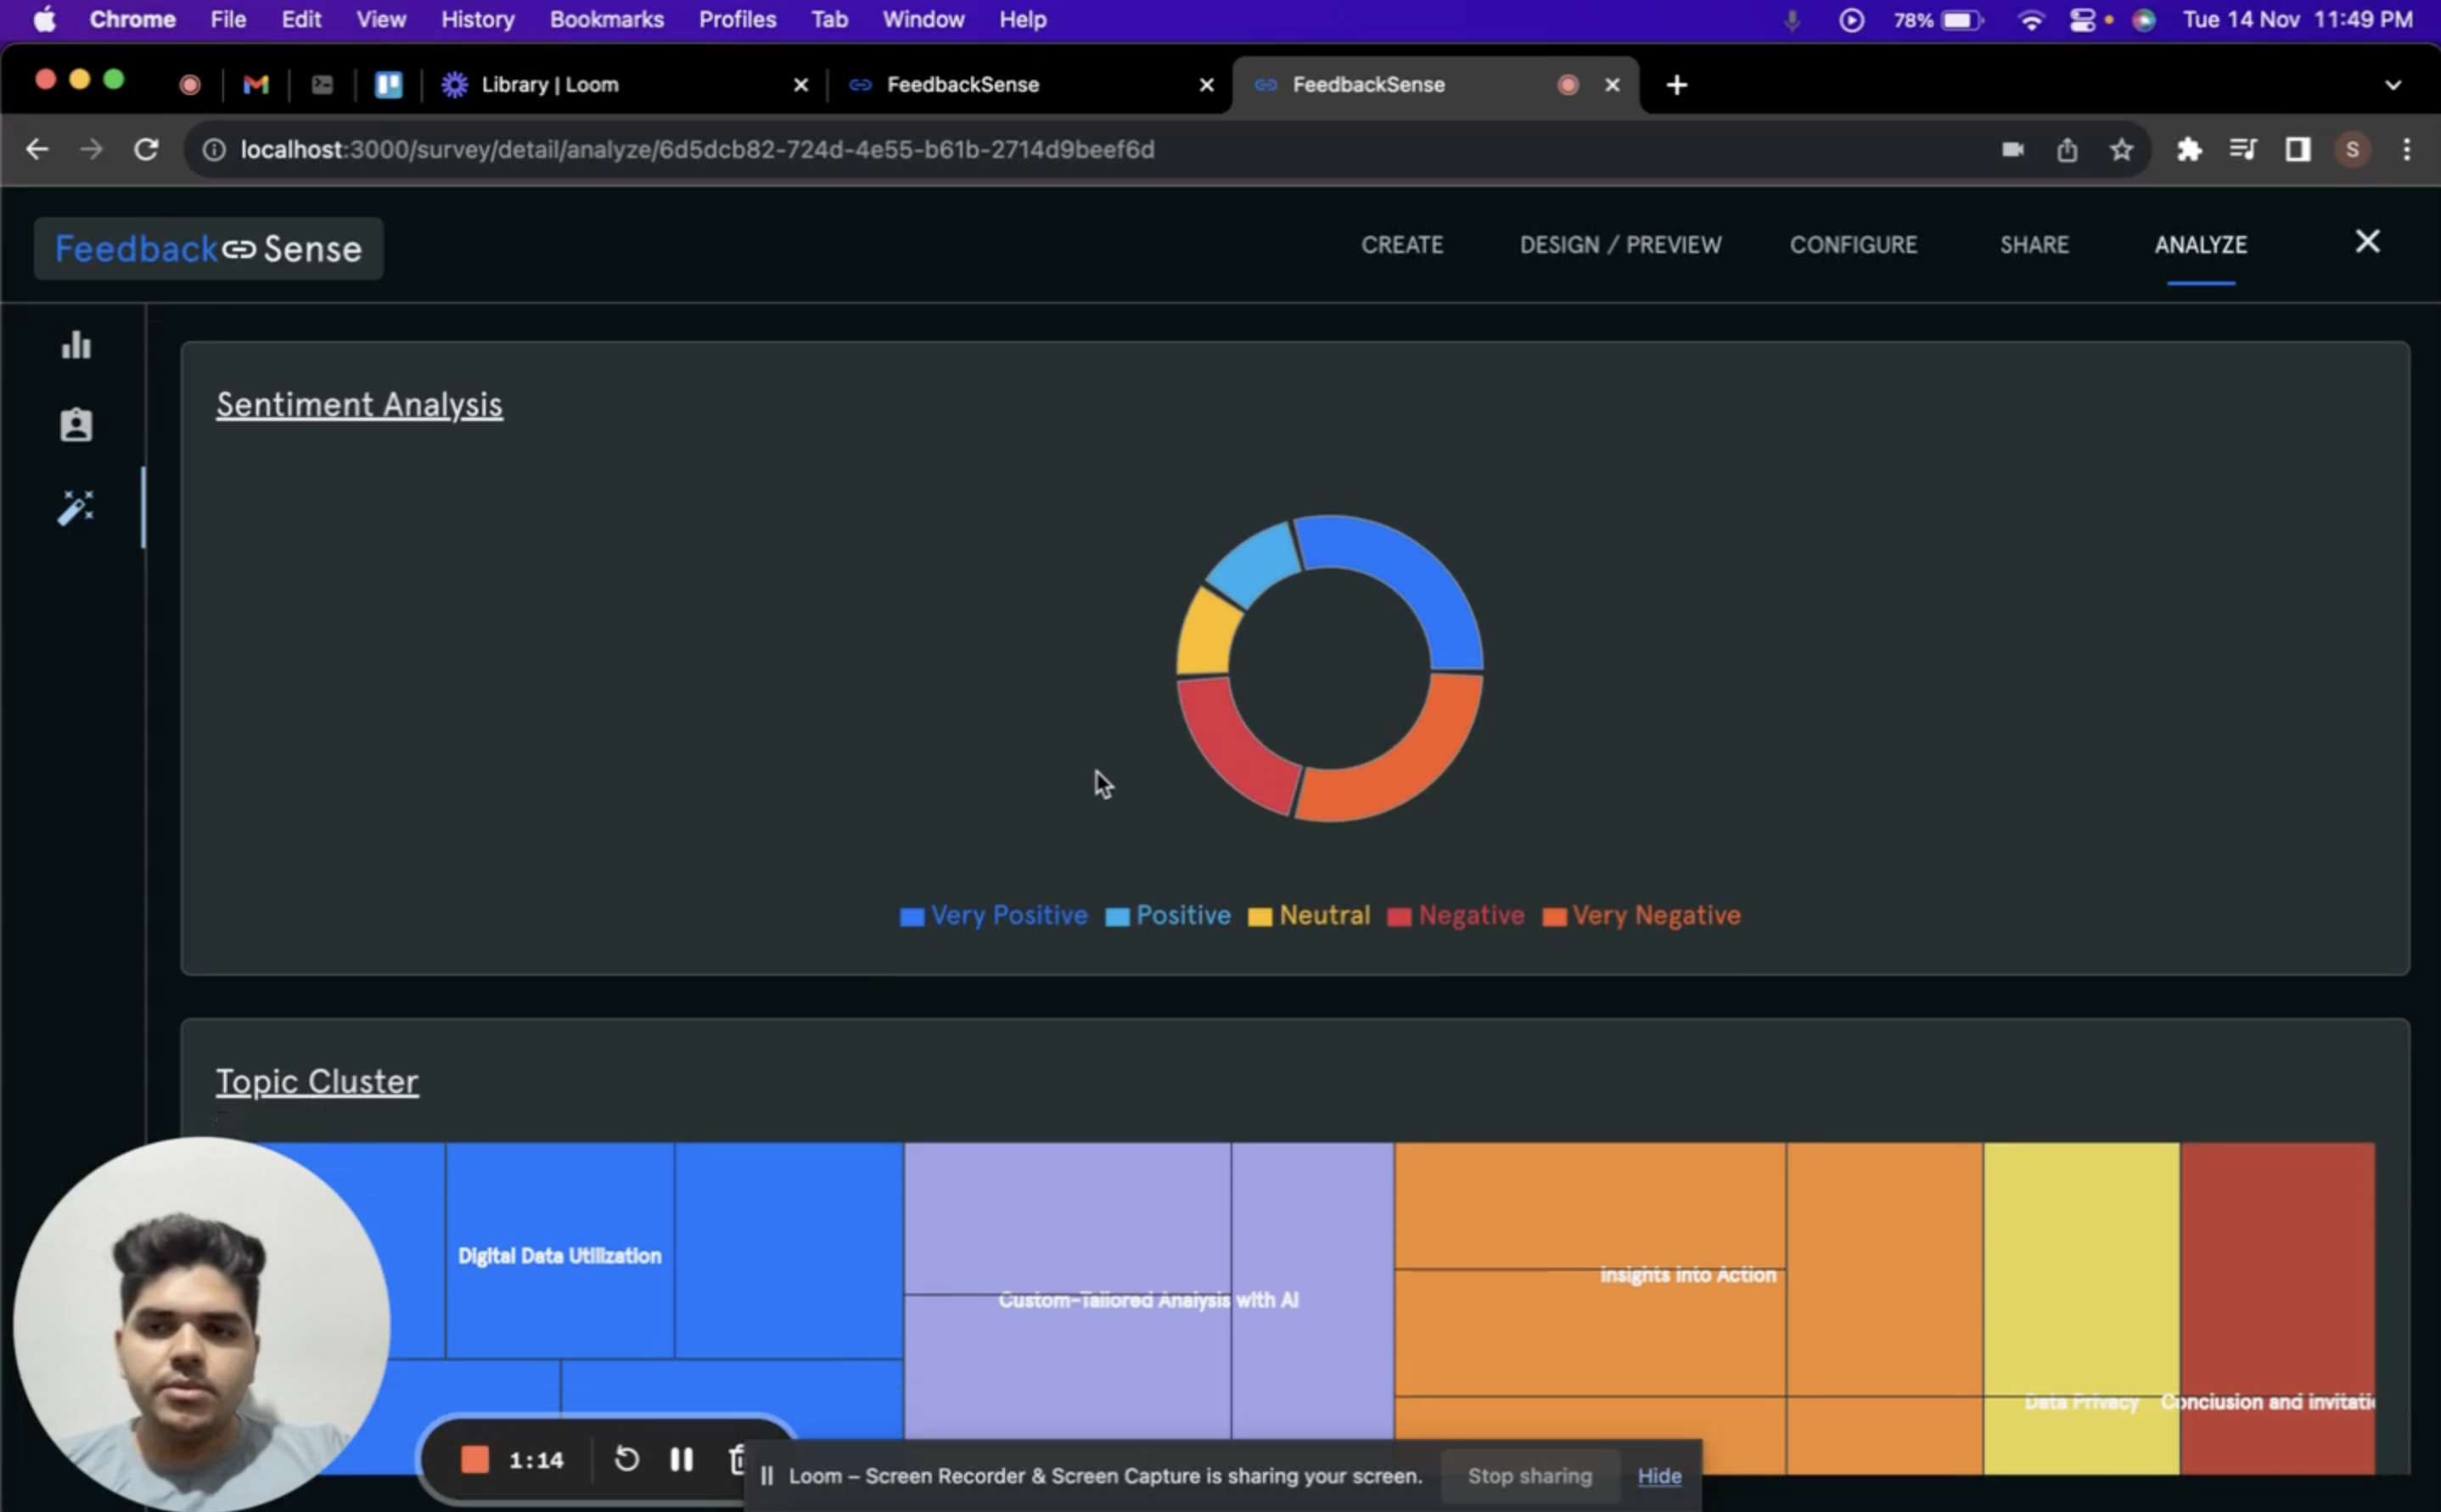 Chrome File Edit View History Bookmarks Profiles Tab Window Help 78% Tue 14 Nov 11:49 PM
Library | Loom FeedbackSense FeedbackSense
localhost:3000/survey/detail/analyze/6d5dcb82-724d-4e55-b61b-2714d9beef6d S
Feedback Sense CREATE DESIGN / PREVIEW CONFIGURE SHARE ANALYZE
Sentiment Analysis
Very Positive Positive Neutral Negative Very Negative
Topic Cluster
Digital Data Utilization
Insights into Action
Custom-Tailored Analysis with AI
Data Privacy Conclusion and invitati
1:14
Loom – Screen Recorder & Screen Capture is sharing your screen. Stop sharing Hide